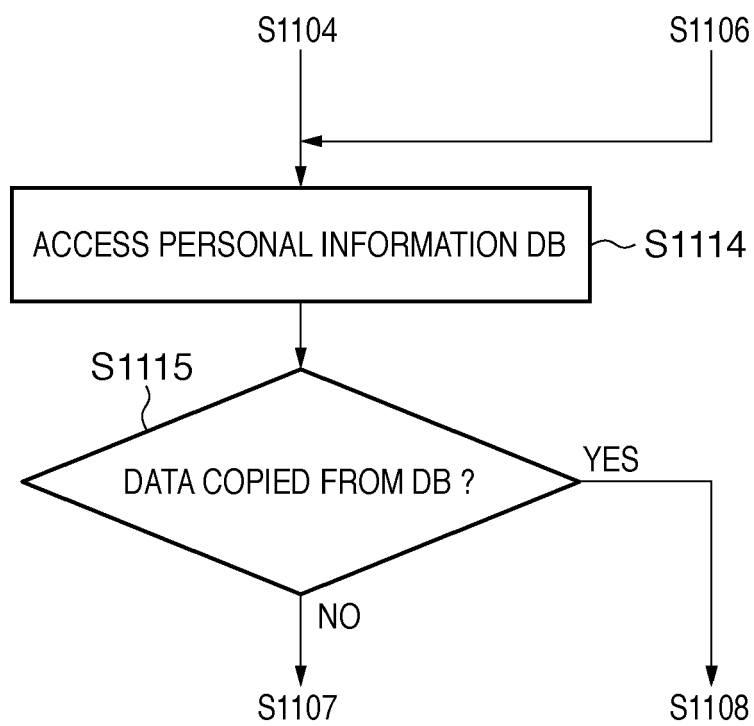 S1104
S1106
ACCESS PERSONAL INFORMATION DB
S1114
S1115
DATA COPIED FROM DB ?
YES
NO
S1107
S1108